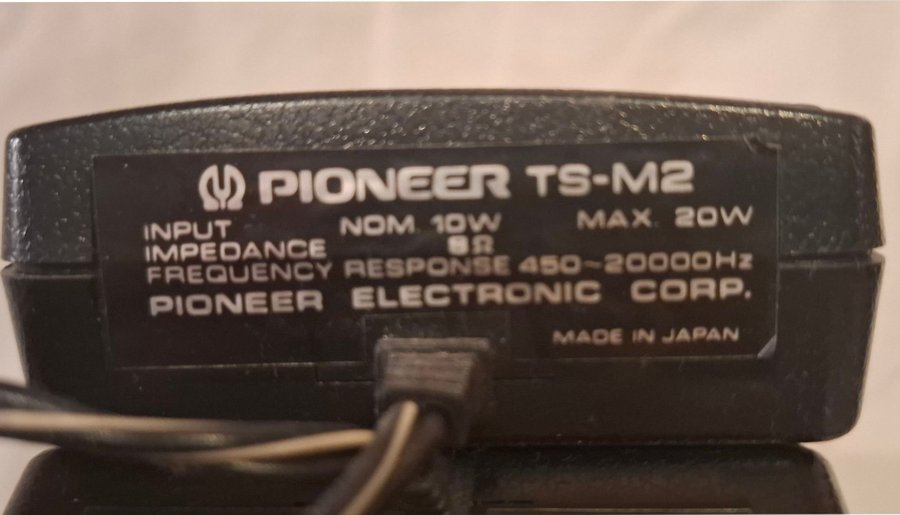 PIONEER TS-M2
INPUT NOM. 10W MAX. 20W
IMPEDANCE 8Ω
FREQUENCY RESPONSE 450~20000Hz
PIONEER ELECTRONIC CORP.
MADE IN JAPAN